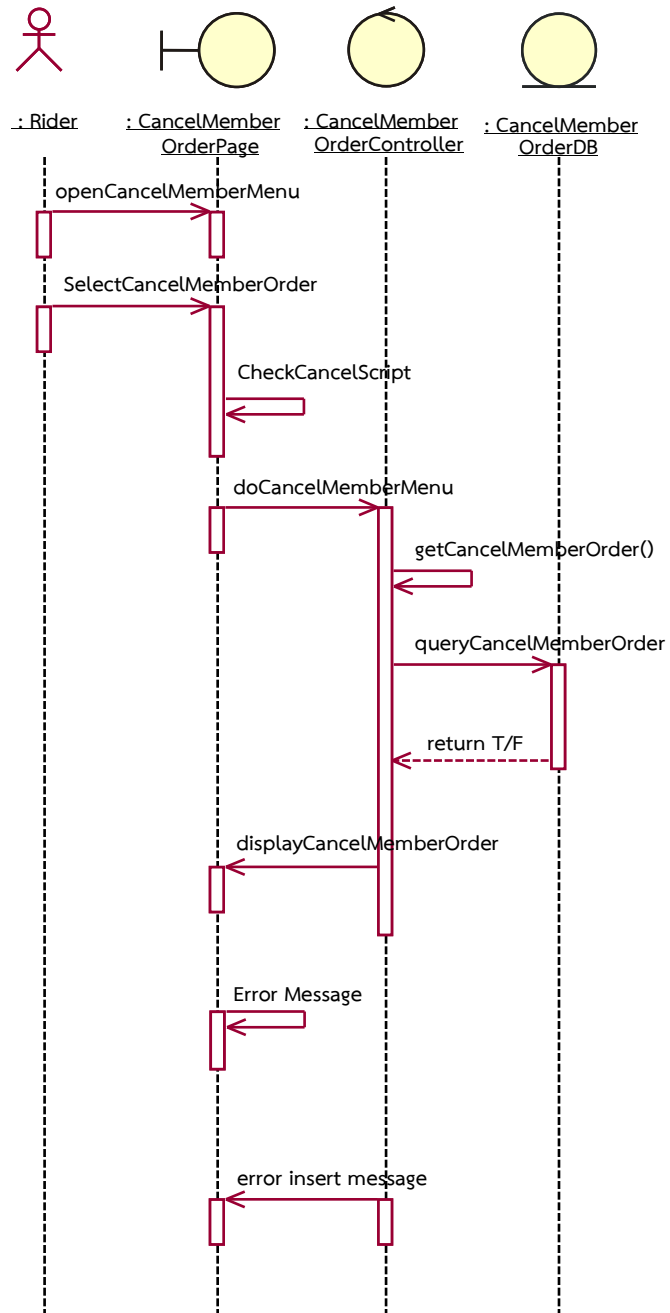 : Rider
: CancelMember
OrderPage
: CancelMember
OrderController
: CancelMember
OrderDB
openCancelMemberMenu
SelectCancelMemberOrder
CheckCancelScript
doCancelMemberMenu
getCancelMemberOrder()
queryCancelMemberOrder
return T/F
displayCancelMemberOrder
Error Message
error insert message